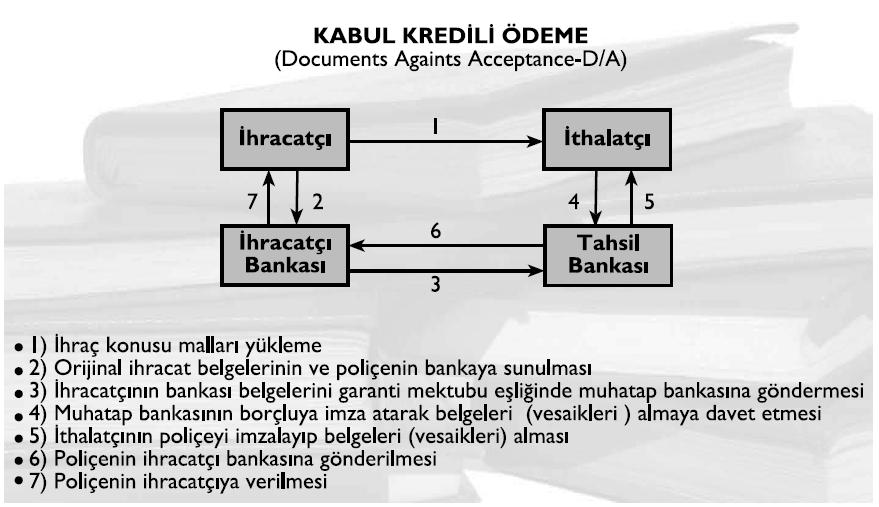 KABUL KREDİLİ ÖDEME
(Documents Againts Acceptance-D/A)
İhracatçı
1
İthalatçı
7
2
4
5
İhracatçı
Bankası
6
3
Tahsil
Bankası
• 1) İhraç konusu malları yükleme
• 2) Orijinal ihracat belgelerinin ve poliçenin bankaya sunulması
• 3) İhracatçının bankası belgelerini garanti mektubu eşliğinde muhatap bankasına göndermesi
• 4) Muhatap bankasının borçluya imza atarak belgeleri (vesaikleri ) almaya davet etmesi
• 5) İthalatçının poliçeyi imzalayıp belgeleri (vesaikleri) alması
• 6) Poliçenin ihracatçı bankasına gönderilmesi
• 7) Poliçenin ihracatçıya verilmesi